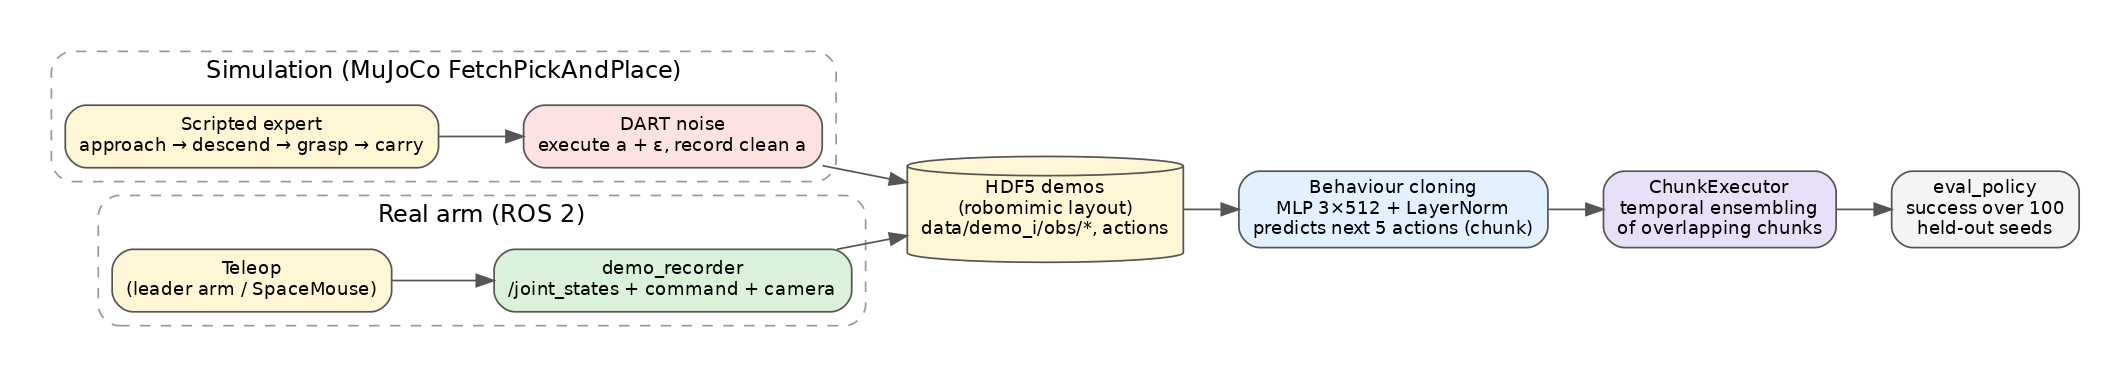 Simulation (MuJoCo FetchPickAndPlace)
Scripted expert
approach → descend → grasp → carry
DART noise
execute a + ε, record clean a
Real arm (ROS 2)
Teleop
(leader arm / SpaceMouse)
demo_recorder
/joint_states + command + camera
HDF5 demos
(robomimic layout)
data/demo_i/obs/*, actions
Behaviour cloning
MLP 3×512 + LayerNorm
predicts next 5 actions (chunk)
ChunkExecutor
temporal ensembling
of overlapping chunks
eval_policy
success over 100
held-out seeds